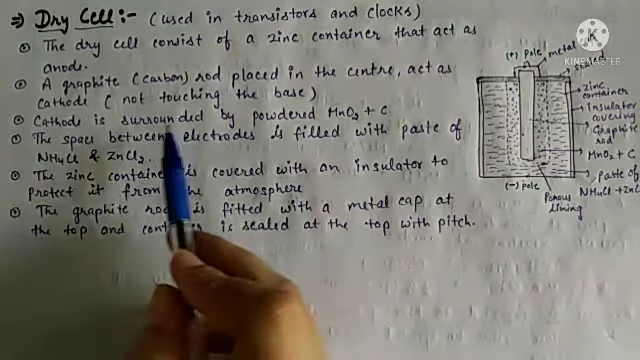 ⇒ Dry Cell:- (used in transistors and clocks)
The dry cell consist of a zinc container that act as
anode.
A graphite (carbon) rod placed in the centre, act as
cathode (not touching the base)
Cathode is surrounded by powdered MnO2 + C
The space between electrodes is filled with paste of
NH4Cl & ZnCl2.
The zinc container is covered with an insulator to
protect it from the atmosphere
The graphite rod is fitted with a metal cap at
the top and is sealed at the top with pitch.
(+) pole
metal
zinc
container
insulator
covering
Graphite
rod
MnO2 + C
paste of
NH4Cl + ZnCl
Porous
lining
(-) pole
KINEMASTER